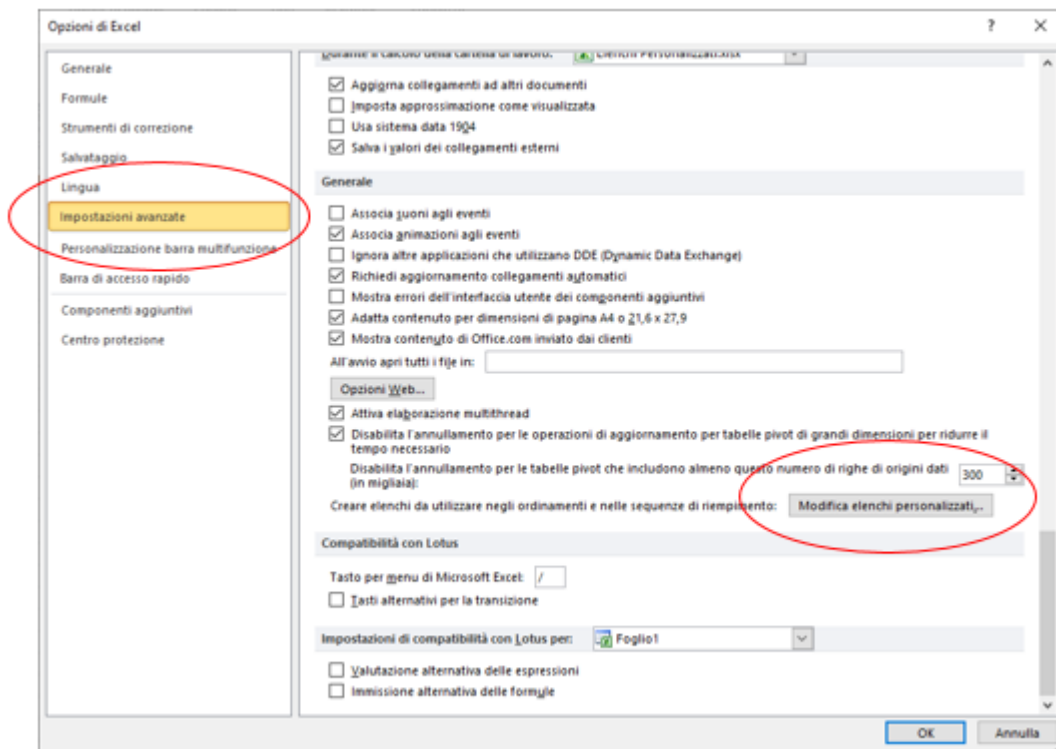 Opzioni di Excel
?
Generale
Formule
Strumenti di correzione
Salvataggio
Lingua
Impostazioni avanzate
Personalizzazione barra multifunzione
Barra di accesso rapido
Componenti aggiuntivi
Centro protezione
Durante il calcolo della cartella di lavoro: Elenchi Personalizzati.xlsx
Aggiorna collegamenti ad altri documenti
Imposta approssimazione come visualizzata
Usa sistema data 1904
Salva i valori dei collegamenti esterni
Generale
Associa suoni agli eventi
Associa animazioni agli eventi
Ignora altre applicazioni che utilizzano DDE (Dynamic Data Exchange)
Richiedi aggiornamento collegamenti automatici
Mostra errori dell'interfaccia utente dei componenti aggiuntivi
Adatta contenuto per dimensioni di pagina A4 o 21,6 x 27,9
Mostra contenuto di Office.com inviato dai clienti
All'avvio apri tutti i file in:
Opzioni Web...
Attiva elaborazione multithread
Disabilita l'annullamento per le operazioni di aggiornamento per tabelle pivot di grandi dimensioni per ridurre il
tempo necessario
Disabilita l'annullamento per le tabelle pivot che includono almeno questo numero di righe di origini dati
(in migliaia):
300
Creare elenchi da utilizzare negli ordinamenti e nelle sequenze di riempimento: Modifica elenchi personalizzati...
Compatibilità con Lotus
Tasto per menu di Microsoft Excel: /
Tasti alternativi per la transizione
Impostazioni di compatibilità con Lotus per: Foglio1
Valutazione alternativa delle espressioni
Immissione alternativa delle formule
OK Annulla